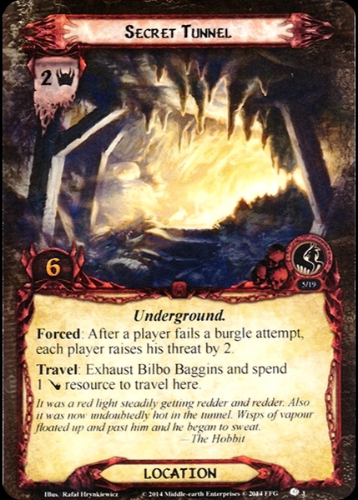 SECRET TUNNEL
2
6
5/19
Underground.
Forced: After a player fails a burgle attempt,
each player raises his threat by 2.
Travel: Exhaust Bilbo Baggins and spend
1 resource to travel here.
It was a red light steadily getting redder and redder. Also
it was now undoubtedly hot in the tunnel. Wisps of vapour
floated up and past him and he began to sweat.
— The Hobbit
LOCATION
Illus. Rafał Hrynkiewicz
© 2014 Middle-earth Enterprises © 2014 FFG